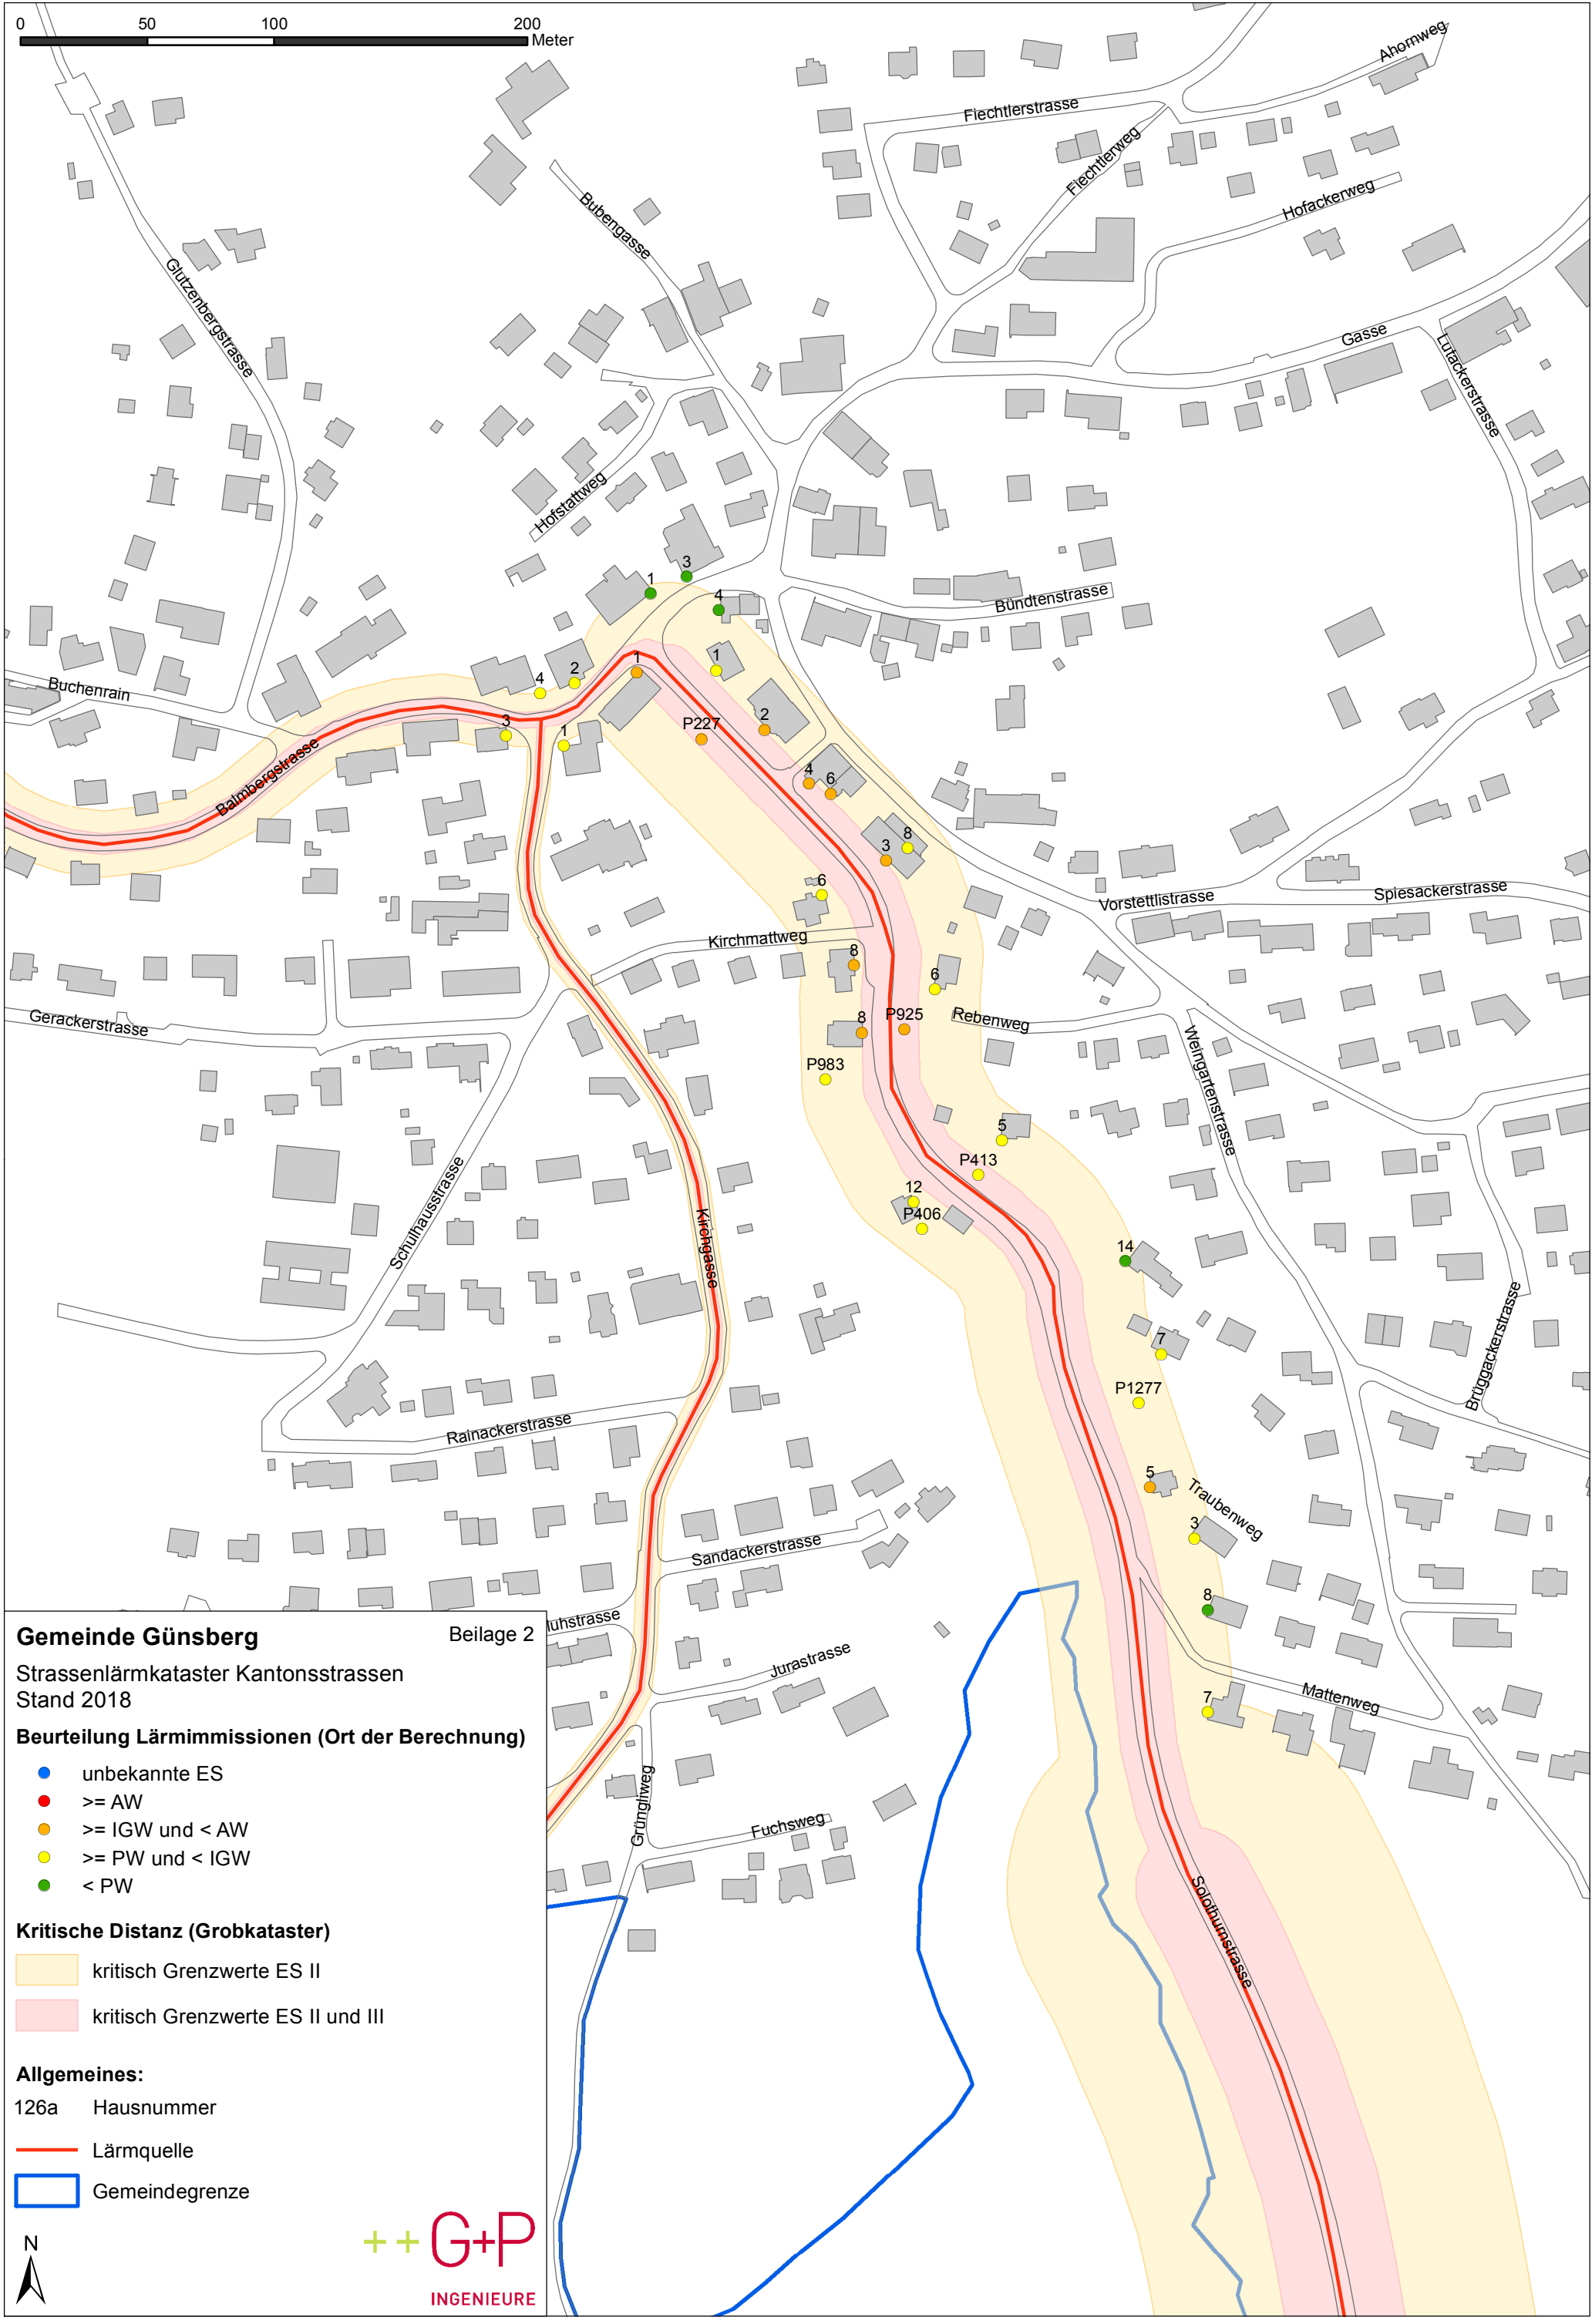 0 50 100 200
Meter
Ahornweg
Fiechtlerstrasse
Fiechtlerweg
Hofackerweg
Bubengasse
Glutzenbergstrasse
Gasse
Lutackerstrasse
Hofstattweg
3
1
4
Bündtenstrasse
1
1
2
4
Buchenrain
2
3
P227
1
Balmbergstrasse
4
6
8
3
6
Vorstettlistrasse
Spiesackerstrasse
Kirchmattweg
8
6
Gerackerstrasse
8
P925
Rebenweg
P983
Weingartenstrasse
5
P413
12
P406
Schulhausstrasse
Kirchgasse
14
7
Brüggackerstrasse
P1277
Rainackerstrasse
5
Traubenweg
3
Sandackerstrasse
8
luhstrasse
Jurastrasse
Mattenweg
7
Grüngliweg
Fuchsweg
Solothurnstrasse
Gemeinde Günsberg
Beilage 2
Strassenlärmkataster Kantonsstrassen
Stand 2018
Beurteilung Lärmimmissionen (Ort der Berechnung)
unbekannte ES
>= AW
>= IGW und < AW
>= PW und < IGW
< PW
Kritische Distanz (Grobkataster)
kritisch Grenzwerte ES II
kritisch Grenzwerte ES II und III
Allgemeines:
126a Hausnummer
Lärmquelle
Gemeindegrenze
N
++G+P
INGENIEURE